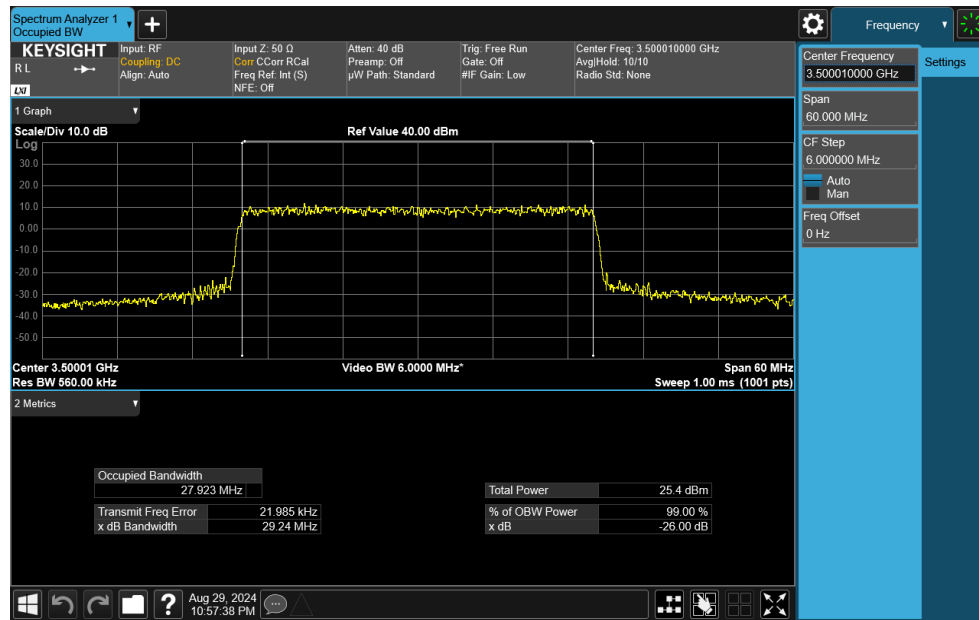 Spectrum Analyzer 1
Occupied BW
Frequency
KEYSIGHT
R L
LXI
Input: RF
Coupling: DC
Align: Auto
Input Z: 50 Ω
Corr CCorr RCal
Freq Ref: Int (S)
NFE: Off
Atten: 40 dB
Preamp: Off
µW Path: Standard
Trig: Free Run
Gate: Off
#IF Gain: Low
Center Freq: 3.500010000 GHz
Avg|Hold: 10/10
Radio Std: None
Center Frequency
3.500010000 GHz
Settings
Span
60.000 MHz
CF Step
6.000000 MHz
Auto
Man
Freq Offset
0 Hz
1 Graph
Scale/Div 10.0 dB
Ref Value 40.00 dBm
Log
30.0
20.0
10.0
0.00
-10.0
-20.0
-30.0
-40.0
-50.0
Center 3.50001 GHz
Video BW 6.0000 MHz*
Span 60 MHz
Res BW 560.00 kHz
Sweep 1.00 ms (1001 pts)
2 Metrics
Occupied Bandwidth
27.923 MHz
Total Power 25.4 dBm
Transmit Freq Error 21.985 kHz
% of OBW Power 99.00 %
x dB Bandwidth 29.24 MHz
x dB -26.00 dB
?
Aug 29, 2024
10:57:38 PM